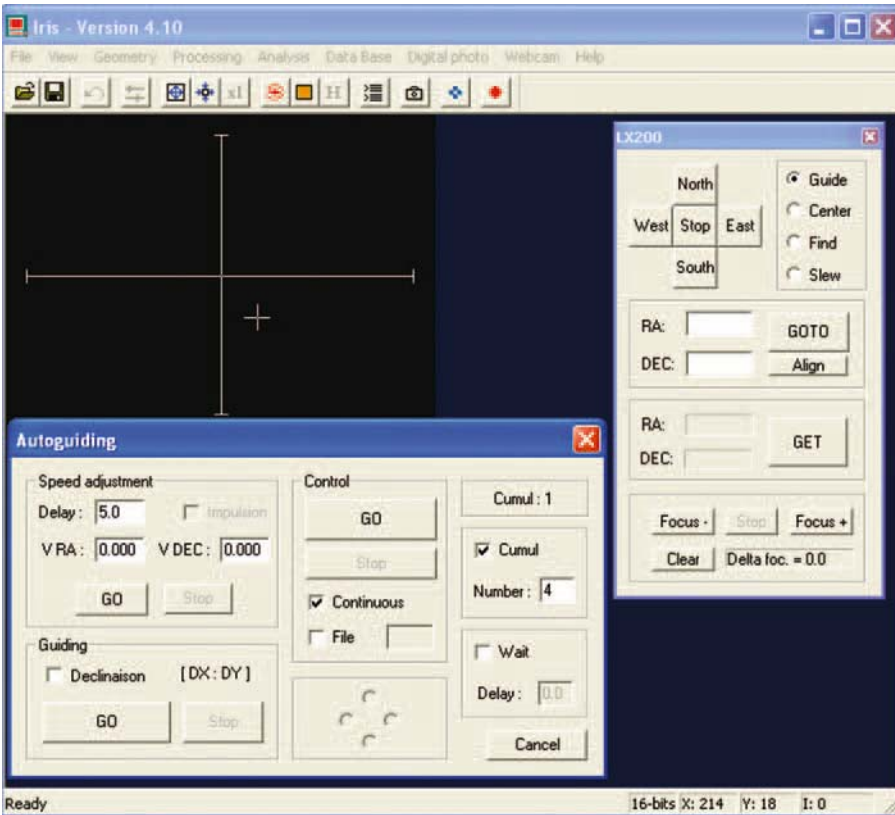 Iris - Version 4.10
File View Geometry Processing Analysis Data Base Digital photo Webcam Help
x1 H
LX200
North
West Stop East
South
Guide
Center
Find
Slew
RA:
DEC:
GOTO
Align
RA:
DEC:
GET
Focus - Stop Focus +
Clear Delta foc. = 0.0
Autoguiding
Speed adjustment
Delay : 5.0 Impulsion
V RA : 0.000 V DEC : 0.000
GO Stop
Guiding
Declinaison [ DX : DY ]
GO Stop
Control
GO
Stop
Continuous
File
Cumul : 1
Cumul
Number : 4
Wait
Delay : 0.0
Cancel
Ready 16-bits X: 214 Y: 18 I: 0